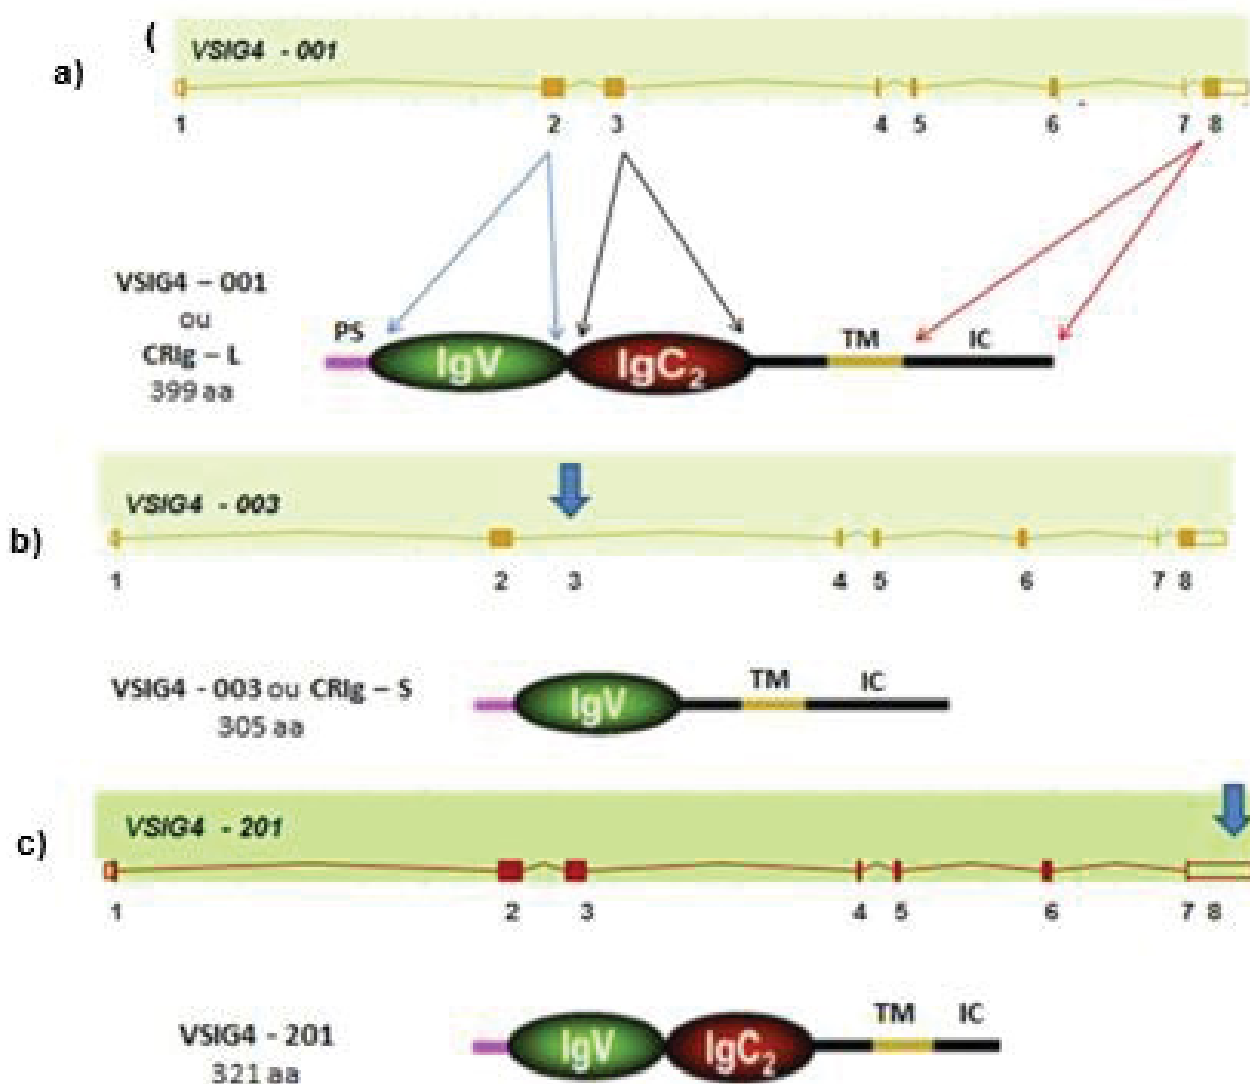 (
VSIG4 - 001
a)
1 2 3 4 5 6 7 8
VSIG4 – 001
ou
CRIg – L
399 aa
PS IgV IgC2 TM IC
VSIG4 - 003
b)
1 2 3 4 5 6 7 8
VSIG4 - 003 ou CRIg – S
305 aa
IgV TM IC
VSIG4 - 201
c)
1 2 3 4 5 6 7 8
VSIG4 - 201
321 aa
IgV IgC2 TM IC